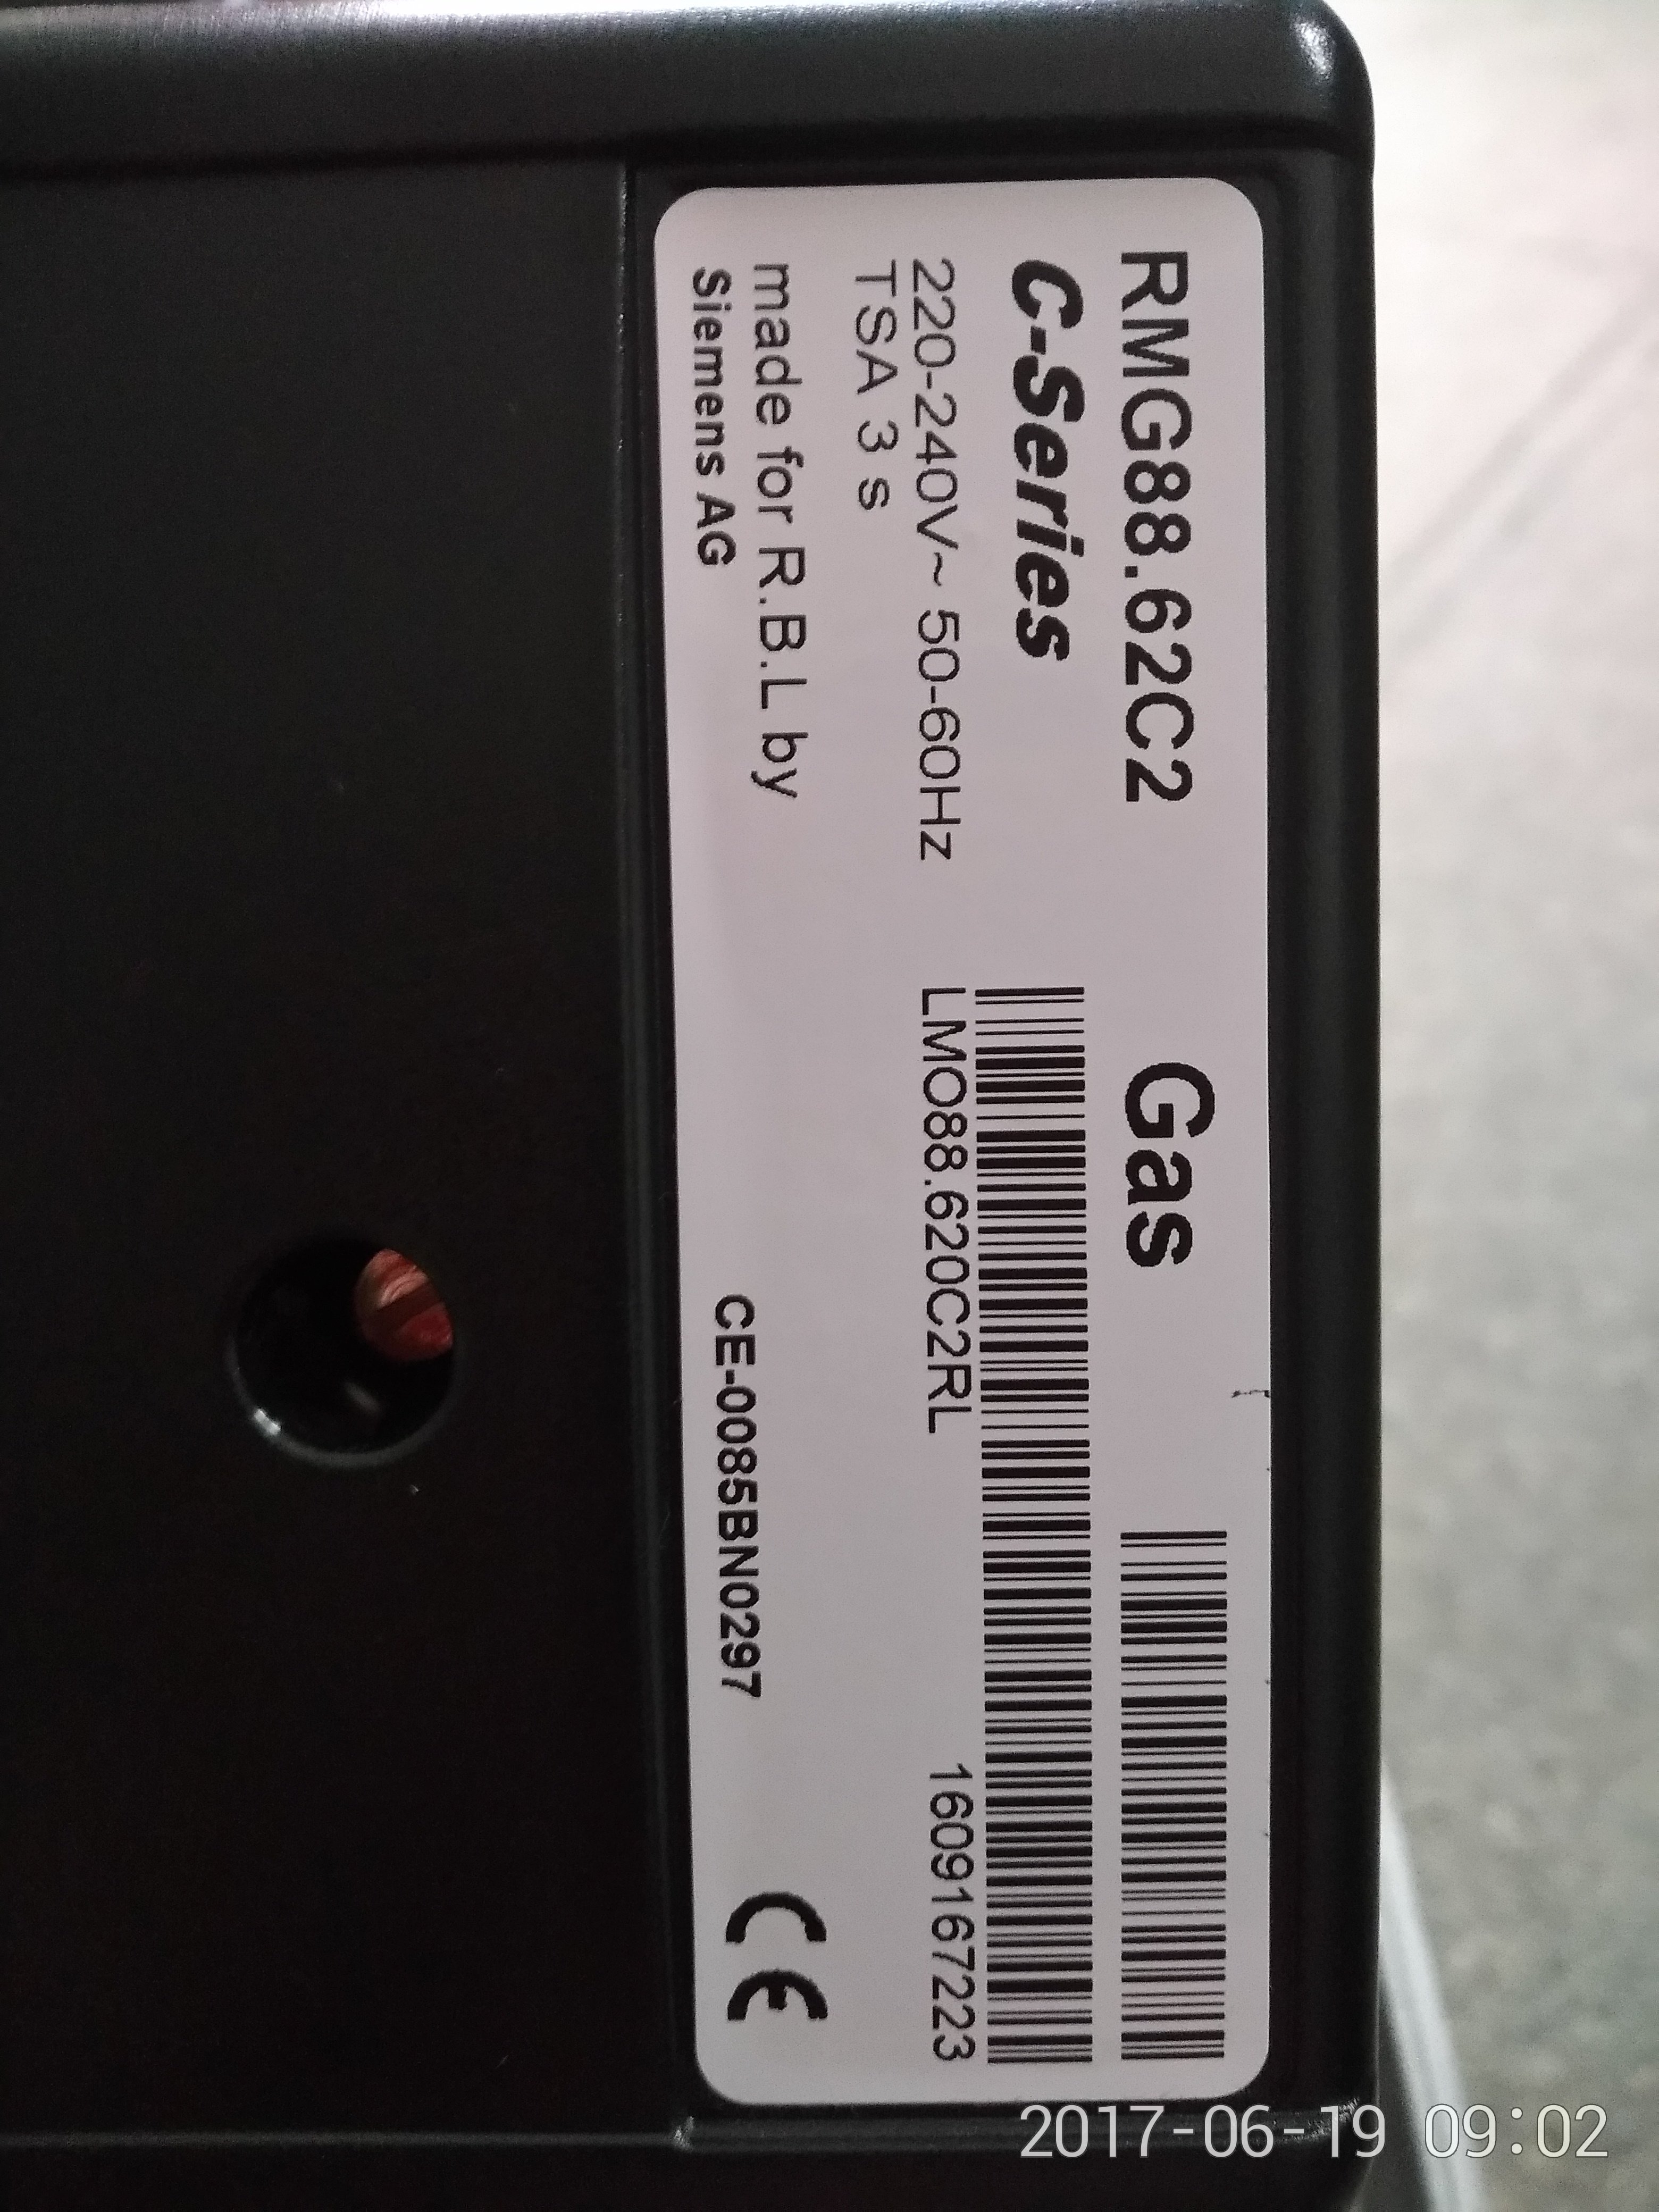 RMG88.62C2 Gas
C-Series
220-240V~ 50-60Hz LMO88.620C2RL 1609167223
TSA 3 s
made for R.B.L by
Siemens AG CE-0085BN0297 CE
2017-06-19 09:02